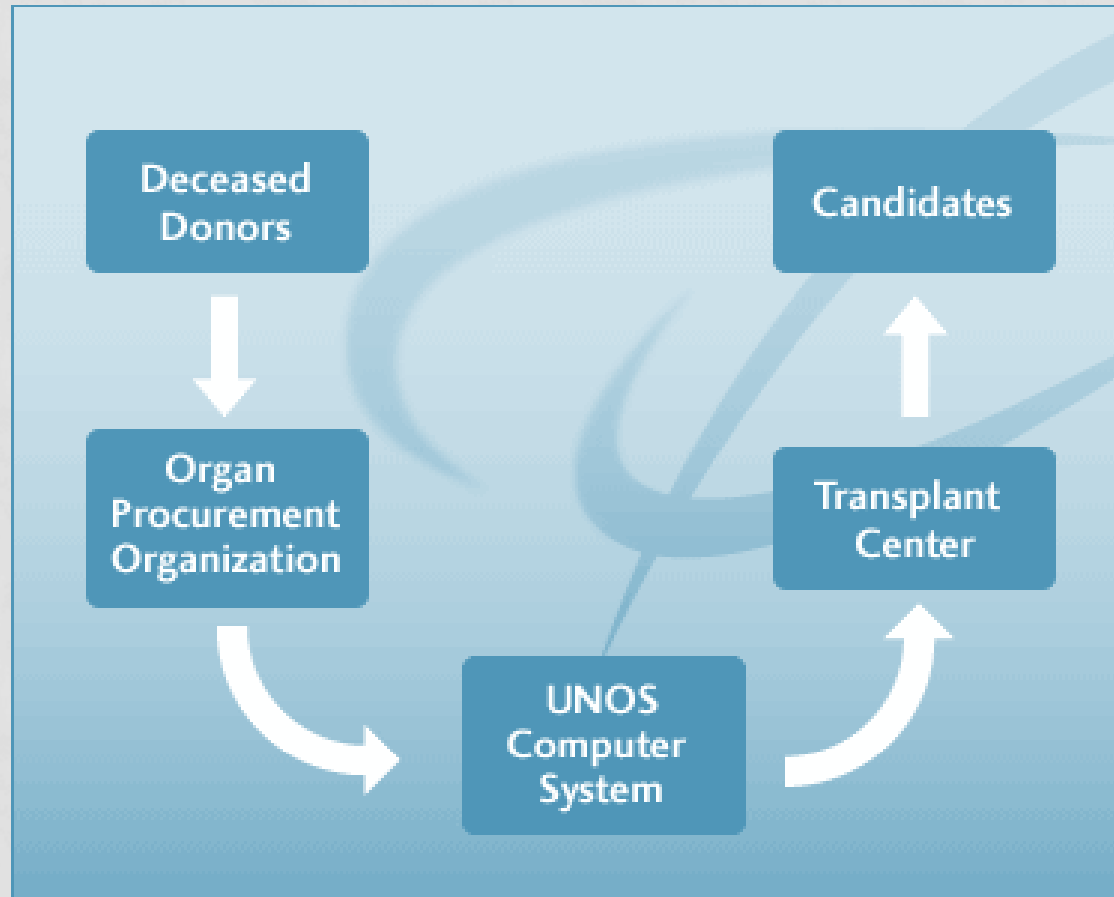 Deceased
Donors
Organ
Procurement
Organization
UNOS
Computer
System
Transplant
Center
Candidates